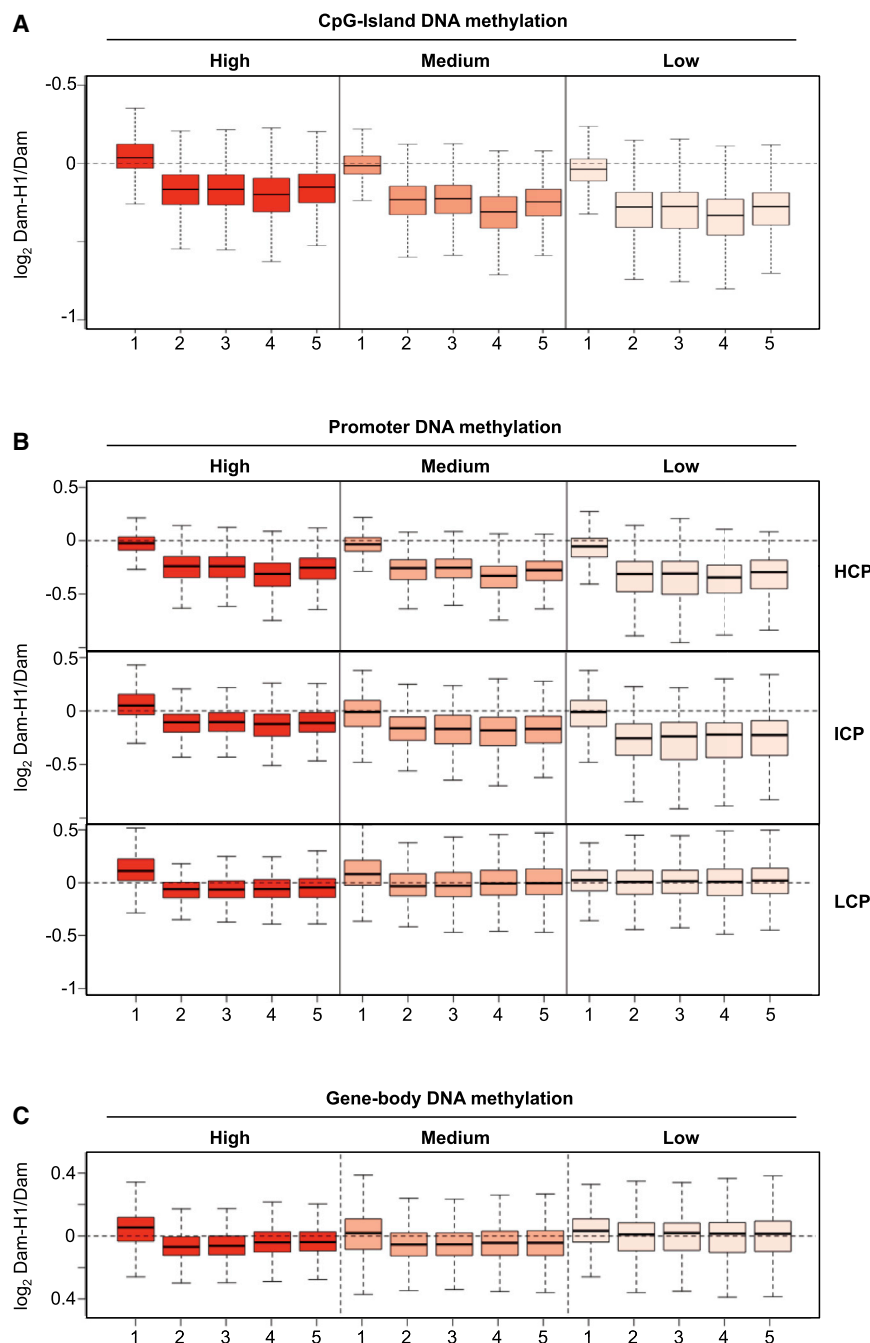 A
CpG-Island DNA methylation
High Medium Low
-0.5
0
-1
log2 Dam-H1/Dam
1 2 3 4 5 1 2 3 4 5 1 2 3 4 5
B
Promoter DNA methylation
High Medium Low
0.5
0
-0.5
HCP
0.5
0
-0.5
log2 Dam-H1/Dam
ICP
0.5
0
-0.5
-1
LCP
1 2 3 4 5 1 2 3 4 5 1 2 3 4 5
C
Gene-body DNA methylation
High Medium Low
0.4
0
0.4
log2 Dam-H1/Dam
1 2 3 4 5 1 2 3 4 5 1 2 3 4 5